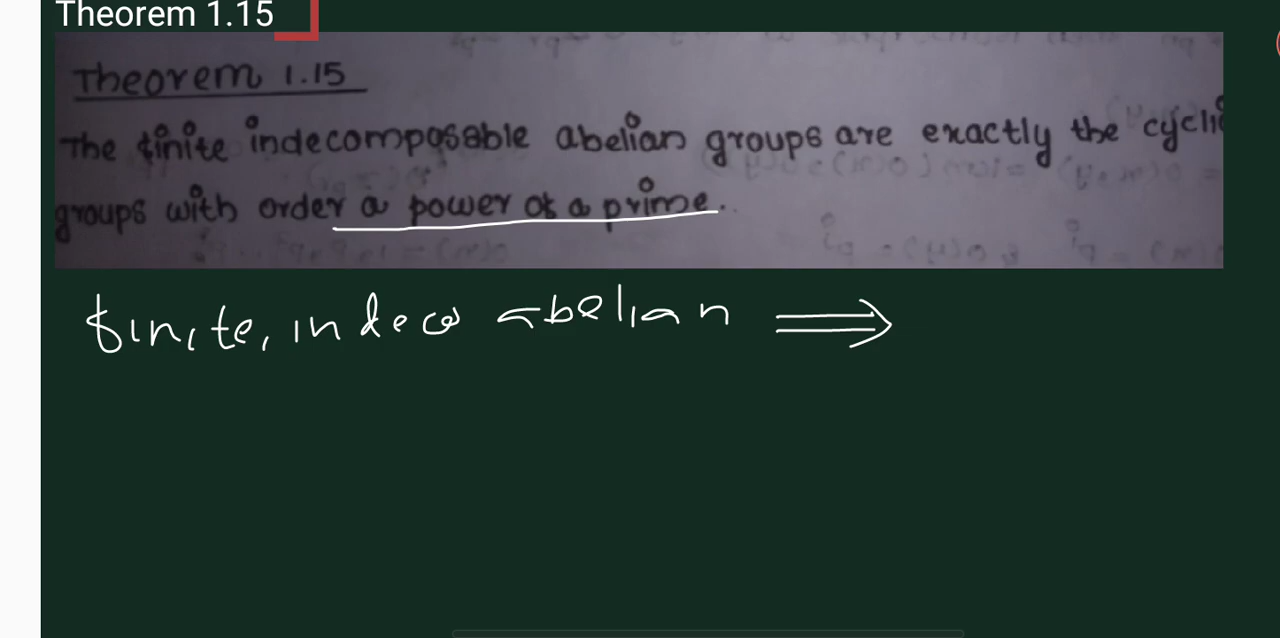 Theorem 1.15
Theorem 1.15
The finite indecomposable abelian groups are exactly the cycli
groups with order a power of a prime.
finite, indeco abelian ⟹